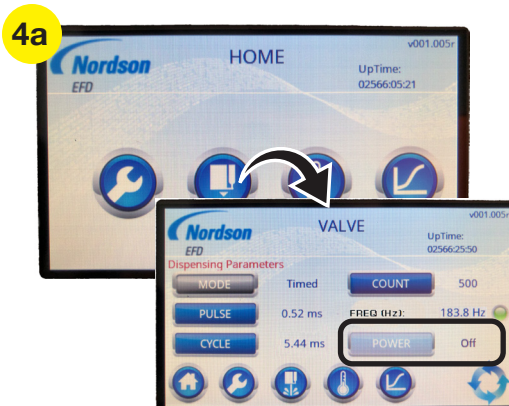 4a
Nordson
EFD
HOME
v001.005r
UpTime:
02566:05:21
Nordson
EFD
VALVE
v001.005r
UpTime:
02566:25:50
Dispensing Parameters
MODE Timed COUNT 500
PULSE 0.52 ms FREQ (Hz): 183.8 Hz
CYCLE 5.44 ms POWER Off